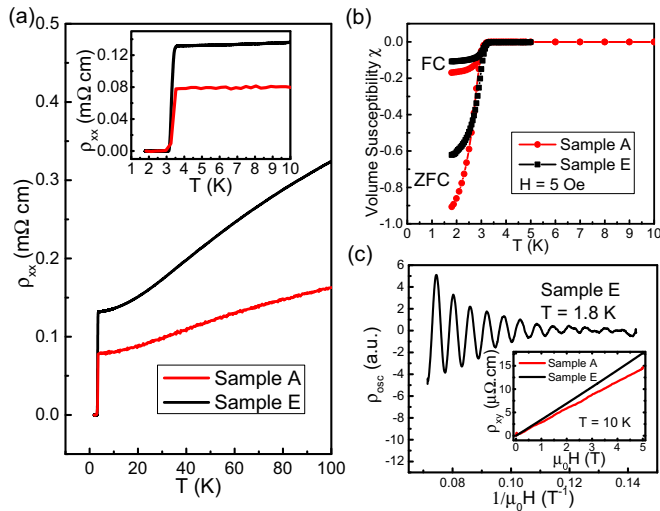 (a)
0.5
0.4
0.3
0.2
0.1
0.0
ρxx (mΩ cm)
0 20 40 60 80 100
T (K)
Sample A
Sample E
0.12
0.08
0.04
0.00
ρxx (mΩ cm)
1 2 3 4 5 6 7 8 9 10
T (K)
(b)
0.0
-0.2
-0.4
-0.6
-0.8
-1.0
Volume Susceptibility χ
FC
ZFC
Sample A
Sample E
H = 5 Oe
0 1 2 3 4 5 6 7 8 9 10
T (K)
(c)
6
4
2
0
-2
-4
-6
-8
-10
-12
ρosc (a.u.)
Sample E
T = 1.8 K
0.08 0.10 0.12 0.14
1/μ0H (T-1)
15
10
5
0
ρxy (μΩ cm)
Sample A
Sample E
T = 10 K
0 1 2 3 4 5
μ0H (T)